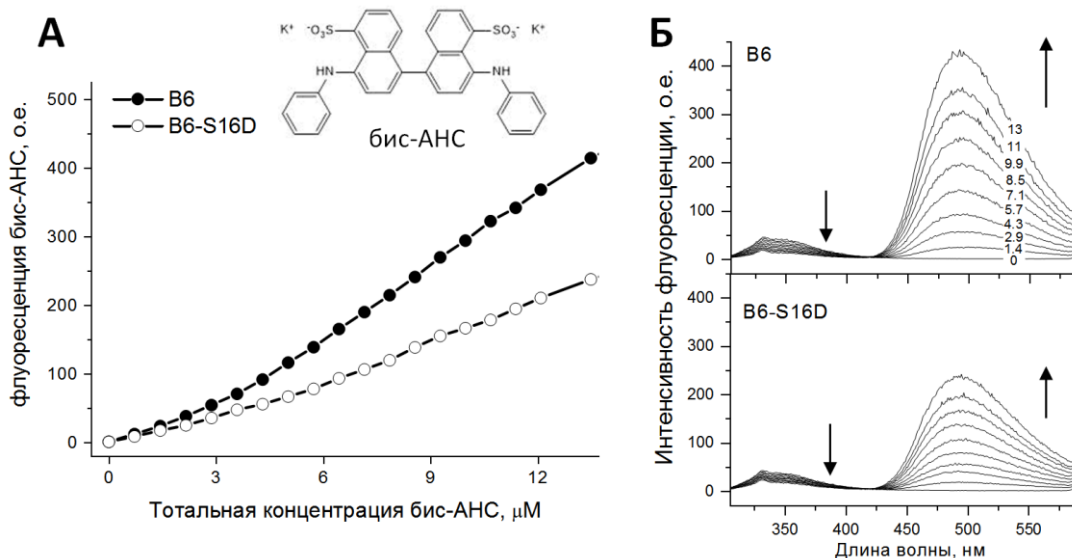 А
K⁺ ⁻O₃S SO₃⁻ K⁺
HN NH
бис-АНС
B6
B6-S16D
500
400
300
200
100
0
0 3 6 9 12
флуоресценция бис-АНС, о.е.
Тотальная концентрация бис-АНС, μM
Б
B6
400
300
200
100
0
13
11
9.9
8.5
7.1
5.7
4.3
2.9
1.4
0
B6-S16D
400
300
200
100
0
350 400 450 500 550
Интенсивность флуоресценции, о.е.
Длина волны, нм